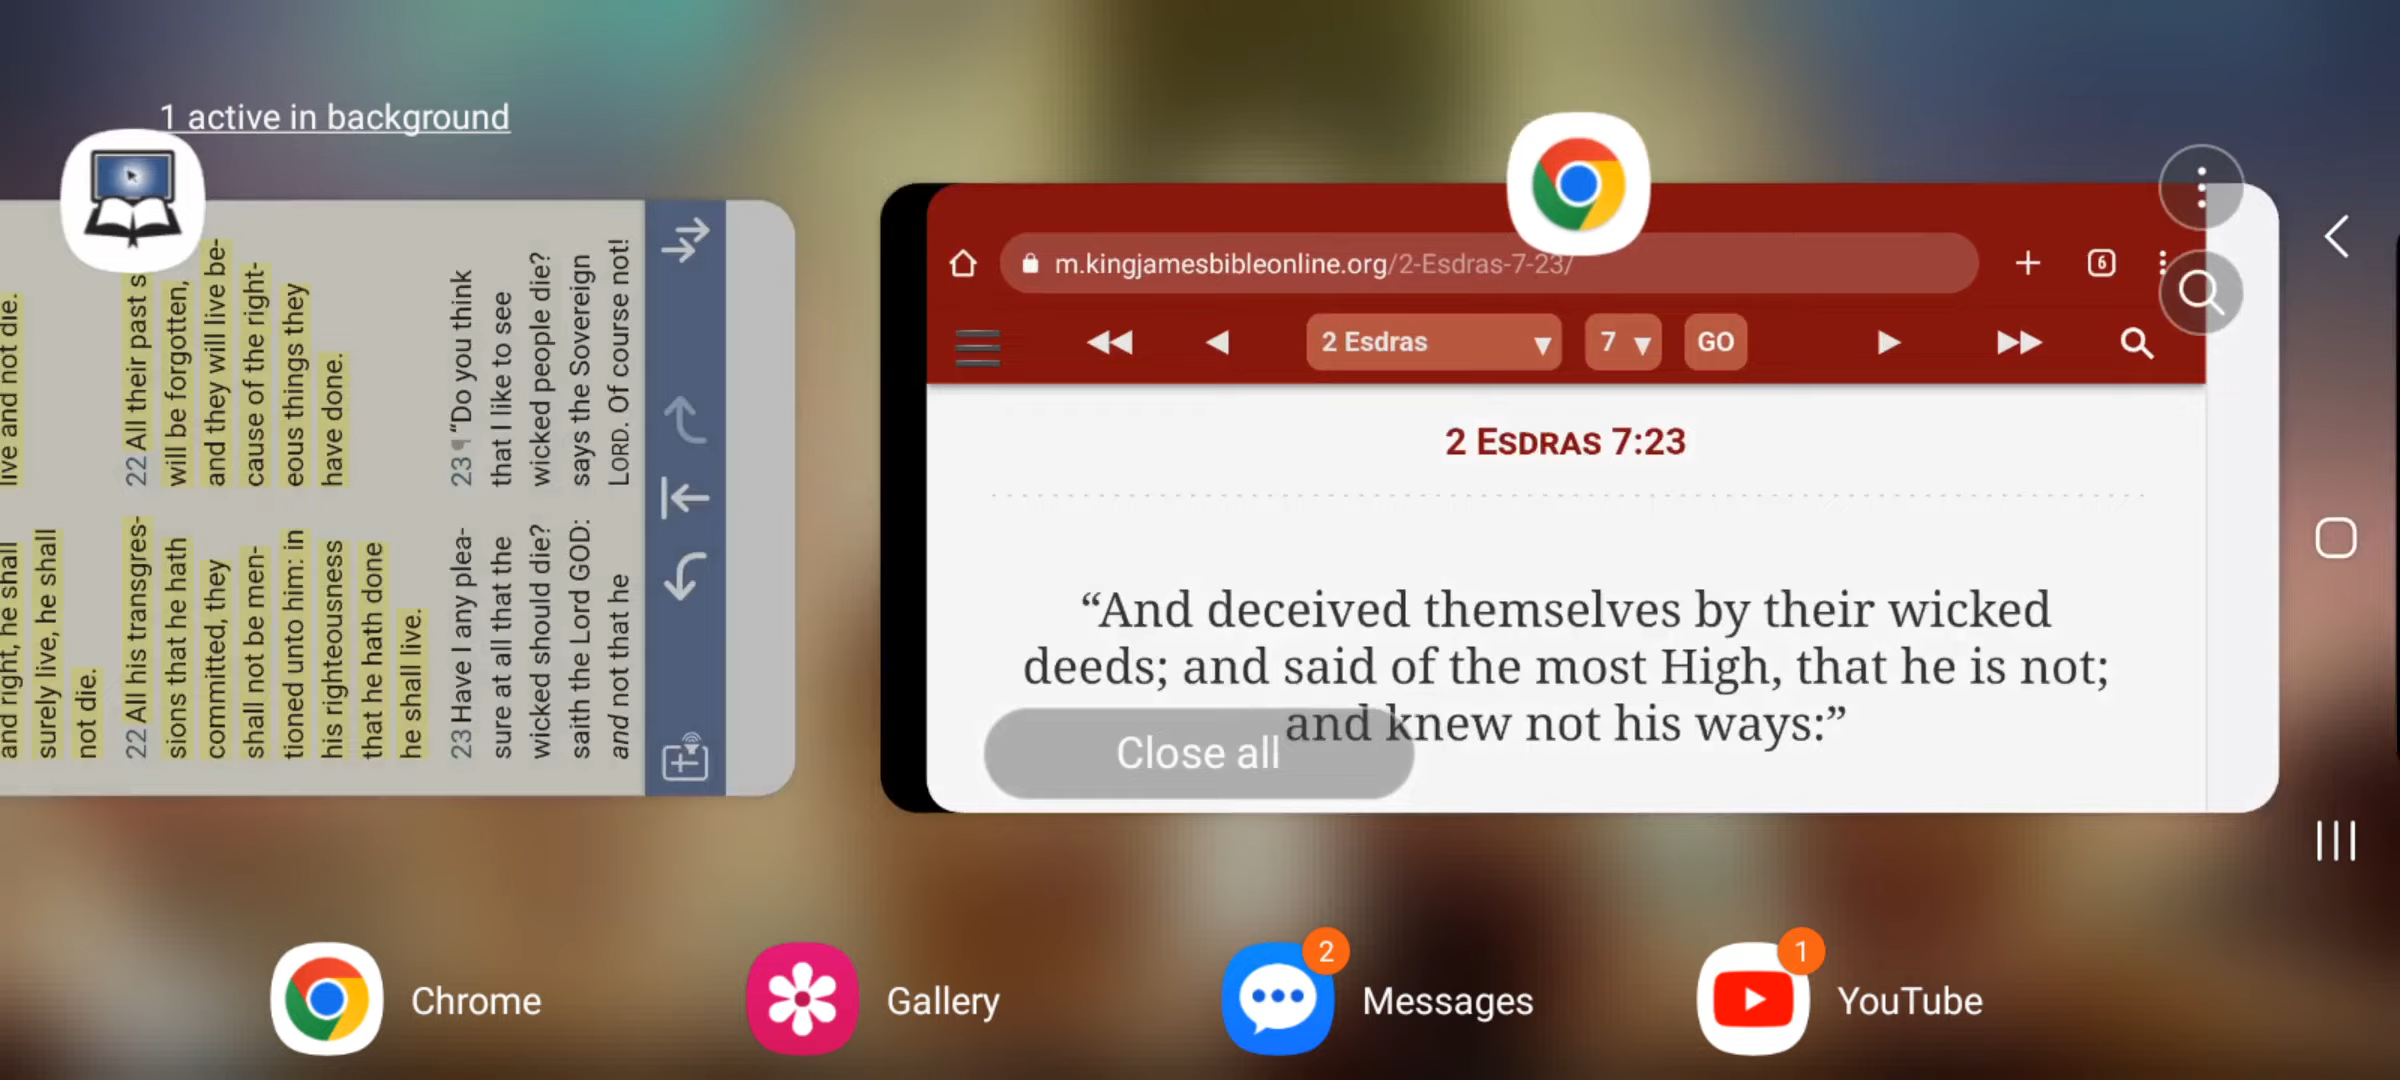 1 active in background
live and not die.
22 All their past s
will be forgotten,
and they will live be-
cause of the right-
eous things they
have done.
23 ¶ “Do you think
that I like to see
wicked people die?
says the Sovereign
LORD. Of course not!
and right, he shall
surely live, he shall
not die.
22 All his transgres-
sions that he hath
committed, they
shall not be men-
tioned unto him: in
his righteousness
that he hath done
he shall live.
23 Have I any plea-
sure at all that the
wicked should die?
saith the Lord GOD:
and not that he
m.kingjamesbibleonline.org/2-Esdras-7-23/
6
2 Esdras
7
GO
2 ESDRAS 7:23
“And deceived themselves by their wicked
deeds; and said of the most High, that he is not;
and knew not his ways:”
Close all
Chrome
Gallery
2
Messages
1
YouTube